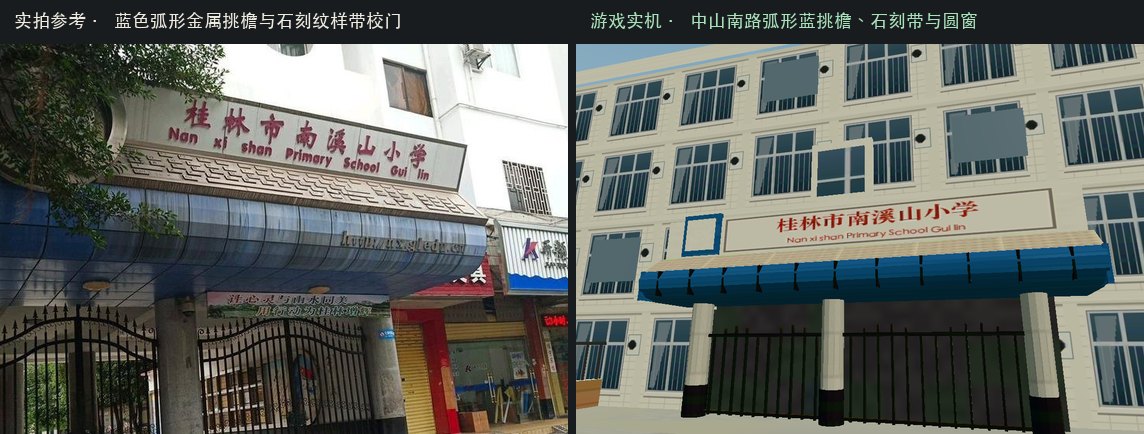 实拍参考 · 蓝色弧形金属挑檐与石刻纹样带校门
游戏实机 · 中山南路弧形蓝挑檐、石刻带与圆窗
桂林市南溪山小学
Nan xi shan Primary School Gui lin
桂林市南溪山小学
Nan xi shan Primary School Gui lin